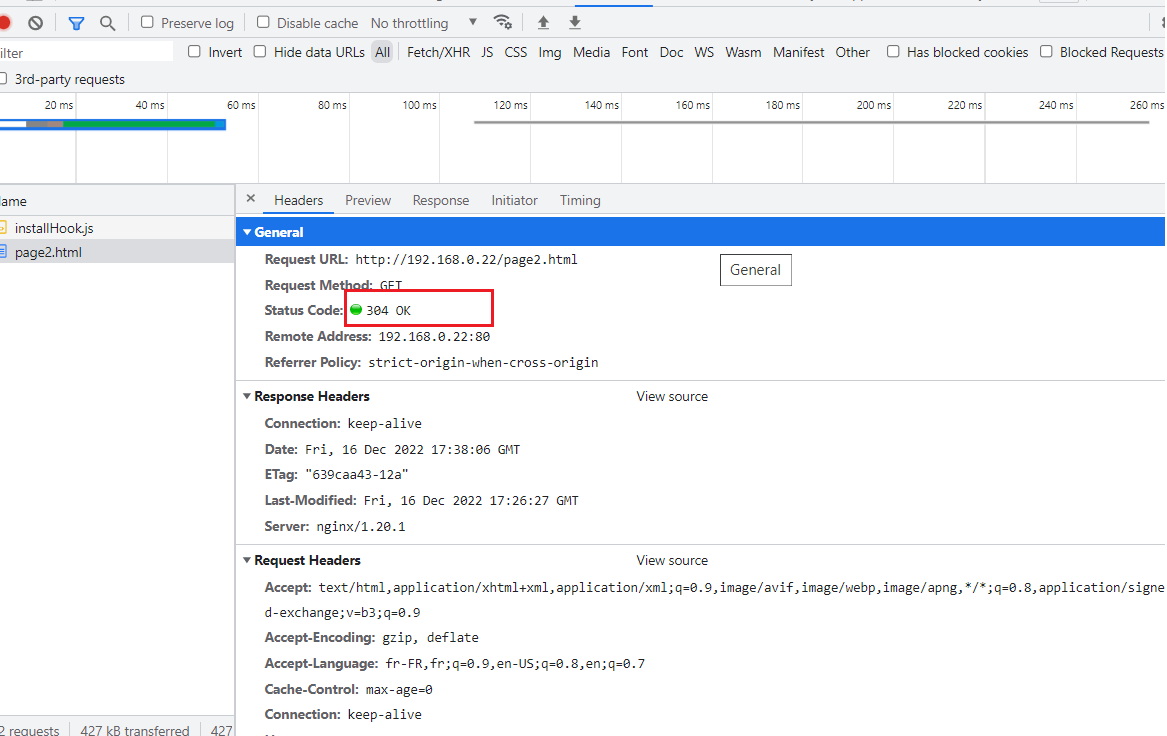 Preserve log Disable cache No throttling
ilter Invert Hide data URLs All Fetch/XHR JS CSS Img Media Font Doc WS Wasm Manifest Other Has blocked cookies Blocked Requests
3rd-party requests
20 ms 40 ms 60 ms 80 ms 100 ms 120 ms 140 ms 160 ms 180 ms 200 ms 220 ms 240 ms 260 ms
ame × Headers Preview Response Initiator Timing
installHook.js
page2.html
General
Request URL: http://192.168.0.22/page2.html
General
Request Method: GET
Status Code: 304 OK
Remote Address: 192.168.0.22:80
Referrer Policy: strict-origin-when-cross-origin
Response Headers View source
Connection: keep-alive
Date: Fri, 16 Dec 2022 17:38:06 GMT
ETag: "639caa43-12a"
Last-Modified: Fri, 16 Dec 2022 17:26:27 GMT
Server: nginx/1.20.1
Request Headers View source
Accept: text/html,application/xhtml+xml,application/xml;q=0.9,image/avif,image/webp,image/apng,*/*;q=0.8,application/signe
d-exchange;v=b3;q=0.9
Accept-Encoding: gzip, deflate
Accept-Language: fr-FR,fr;q=0.9,en-US;q=0.8,en;q=0.7
Cache-Control: max-age=0
Connection: keep-alive
2 requests 427 kB transferred 427